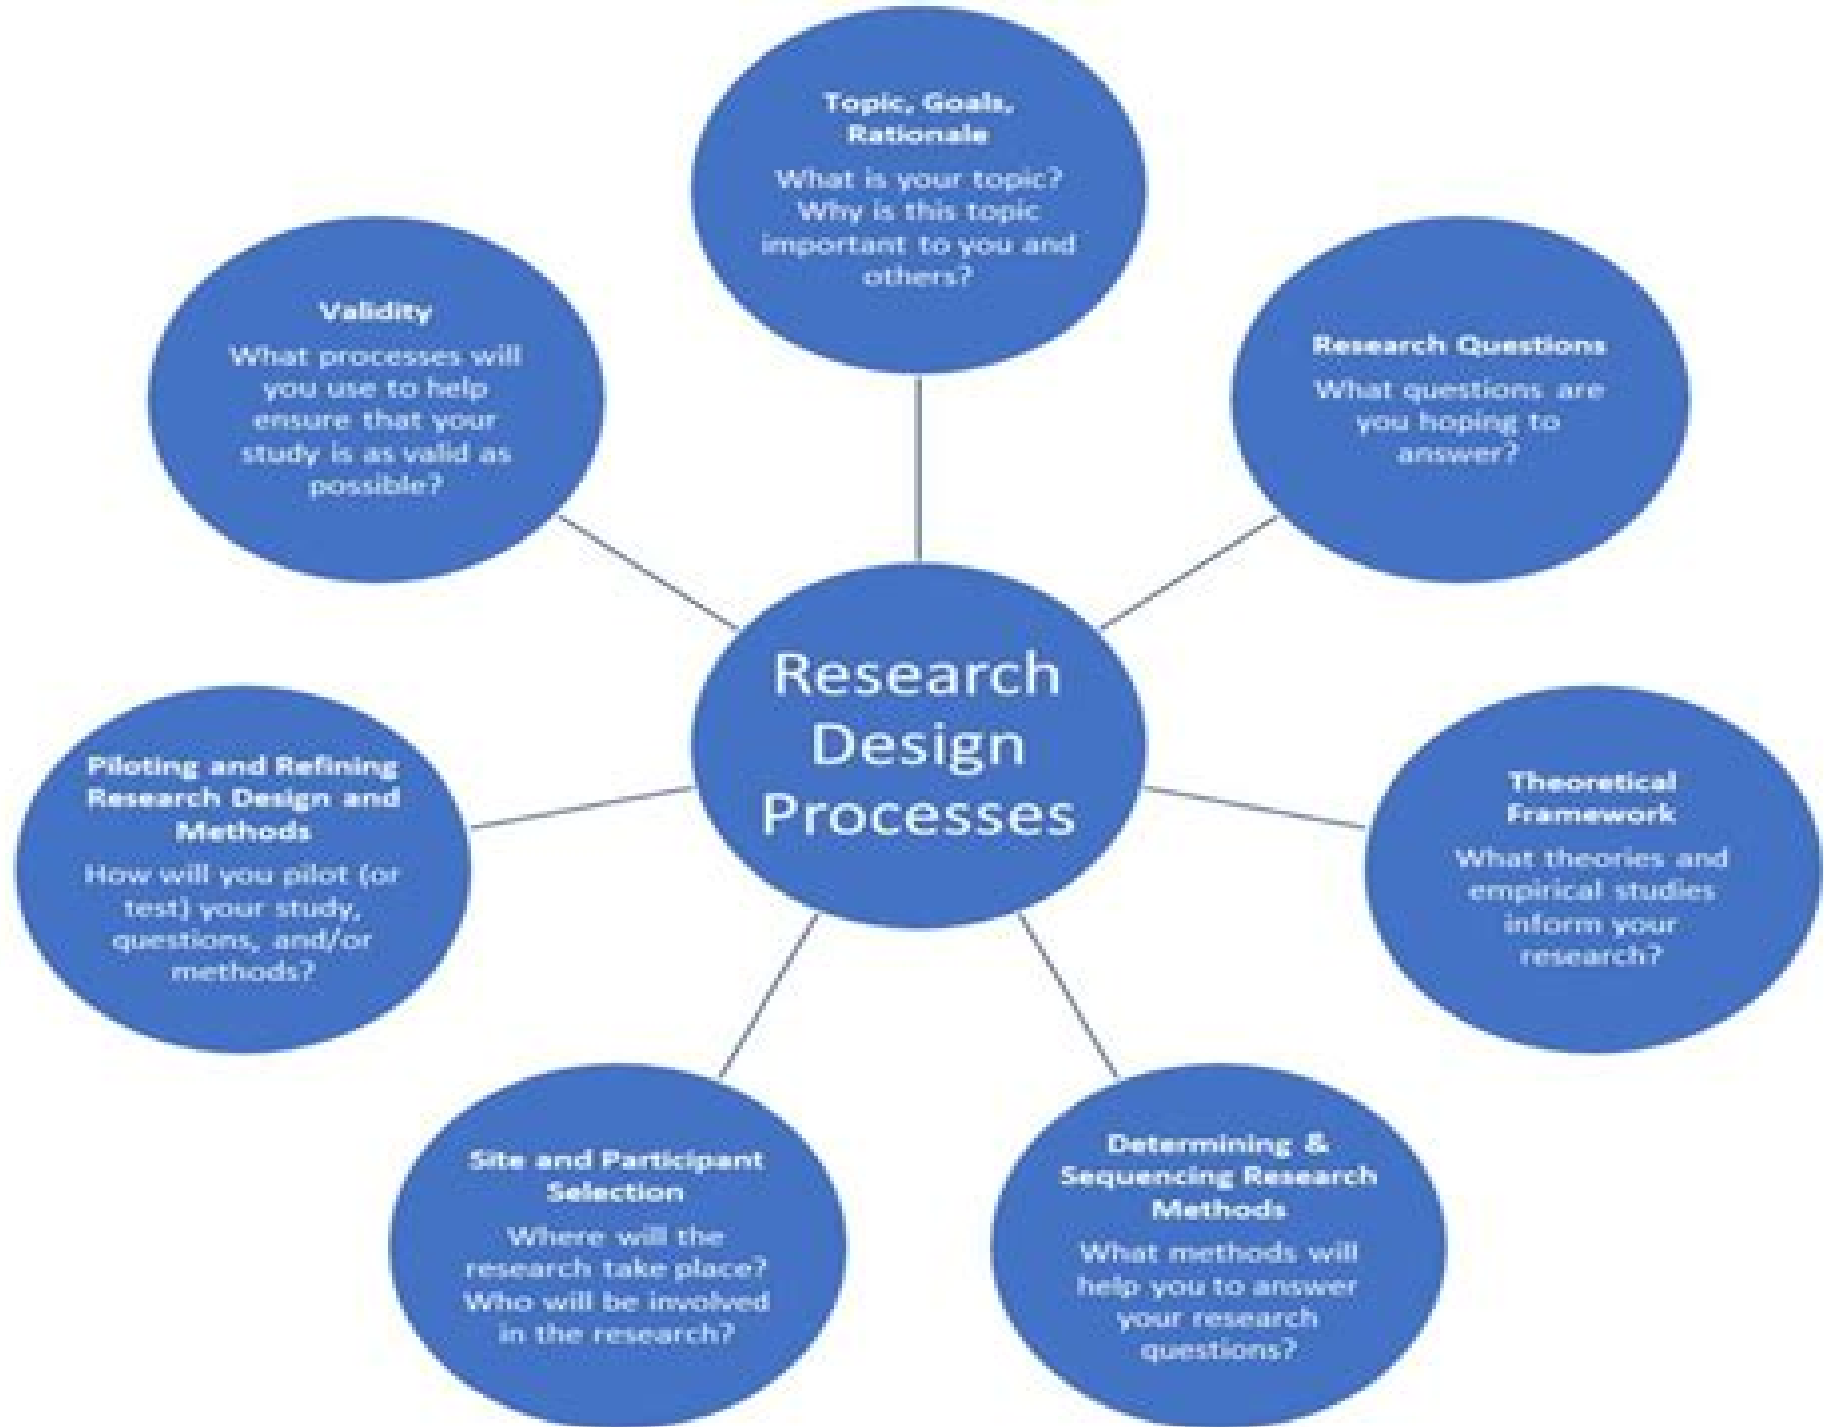 Topic, Goals,
Rationale
What is your topic?
Why is this topic
important to you and
others?
Research Questions
What questions are
you hoping to
answer?
Theoretical
Framework
What theories and
empirical studies
inform your
research?
Determining &
Sequencing Research
Methods
What methods will
help you to answer
your research
questions?
Site and Participant
Selection
Where will the
research take place?
Who will be involved
in the research?
Piloting and Refining
Research Design and
Methods
How will you pilot (or
test) your study,
questions, and/or
methods?
Validity
What processes will
you use to help
ensure that your
study is as valid as
possible?
Research
Design
Processes